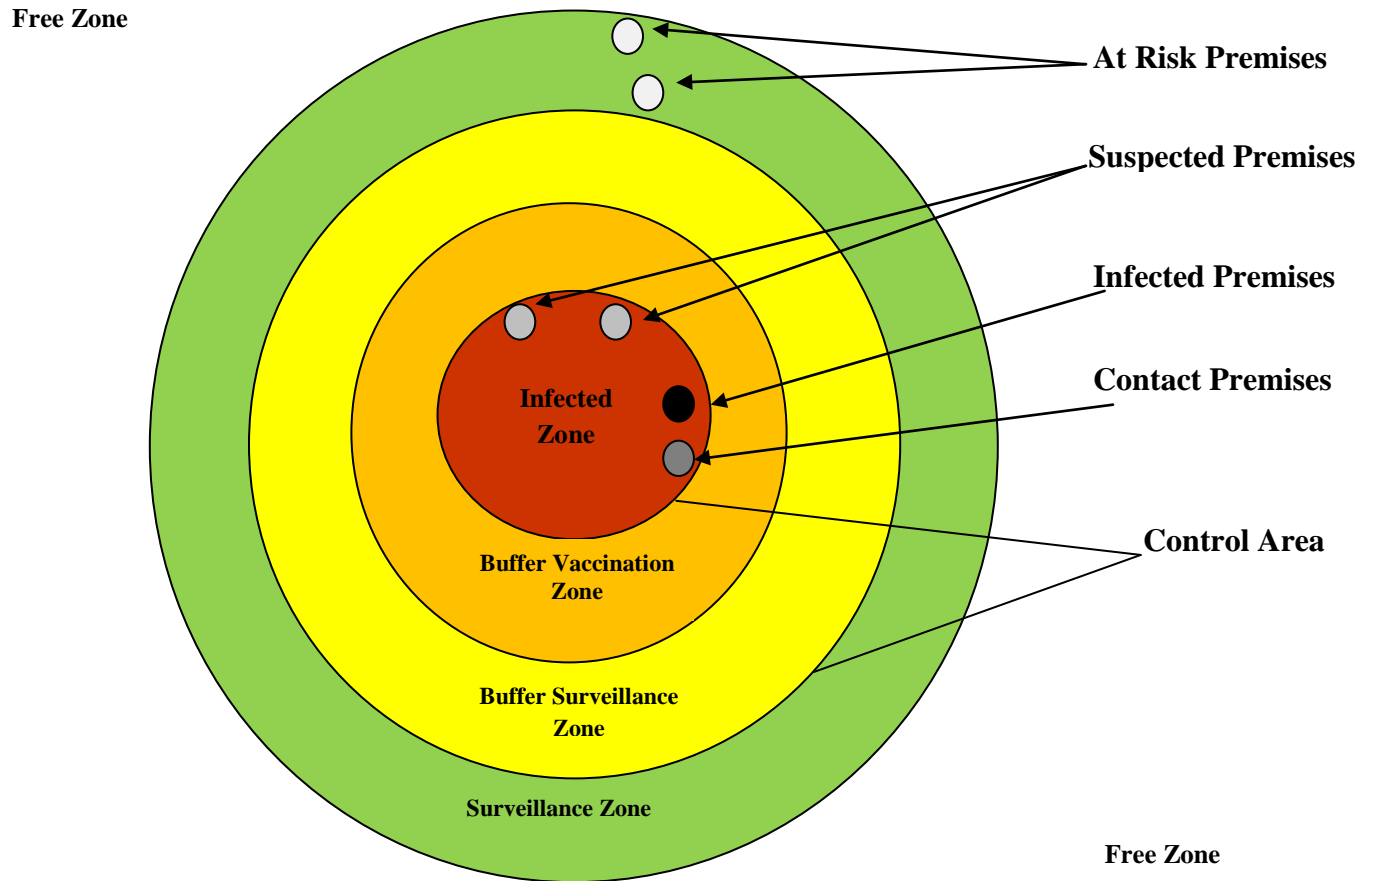 Free Zone
At Risk Premises
Suspected Premises
Infected Premises
Contact Premises
Infected
Zone
Control Area
Buffer Vaccination
Zone
Buffer Surveillance
Zone
Surveillance Zone
Free Zone